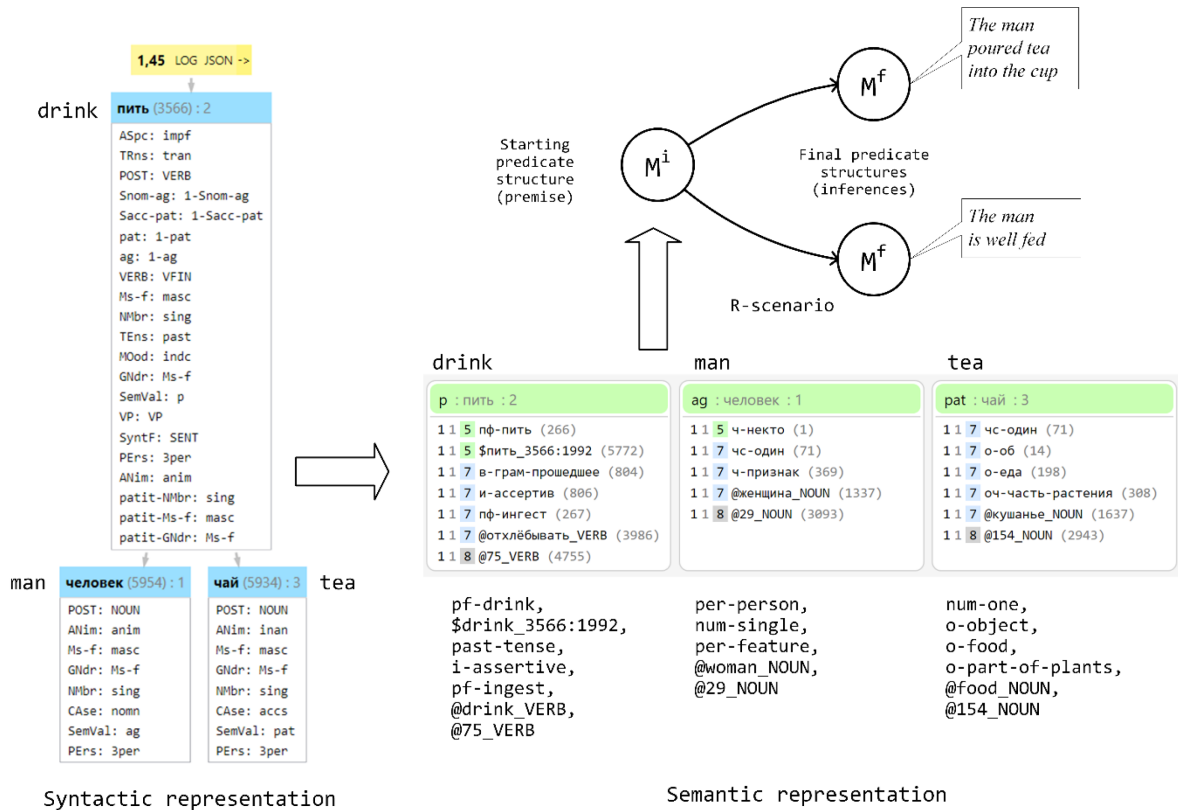 1,45 LOG JSON ->
drink
пить (3566) : 2
ASpc: impf
TRns: tran
POST: VERB
Snom-ag: 1-Snom-ag
Sacc-pat: 1-Sacc-pat
pat: 1-pat
ag: 1-ag
VERB: VFIN
Ms-f: masc
NMbr: sing
TEns: past
MOod: indc
GNdr: Ms-f
SemVal: p
VP: VP
SyntF: SENT
PErs: 3per
ANim: anim
patit-NMbr: sing
patit-Ms-f: masc
patit-GNdr: Ms-f
man
человек (5954) : 1
POST: NOUN
ANim: anim
Ms-f: masc
GNdr: Ms-f
NMbr: sing
CAse: nomn
SemVal: ag
PErs: 3per
чай (5934) : 3
tea
POST: NOUN
ANim: inan
Ms-f: masc
GNdr: Ms-f
NMbr: sing
CAse: accs
SemVal: pat
PErs: 3per
Syntactic representation
Starting
predicate
structure
(premise)
Mⁱ
Mᶠ
The man
poured tea
into the cup
Final predicate
structures
(inferences)
Mᶠ
The man
is well fed
R-scenario
drink
p : пить : 2
1 1 5 пф-пить (266)
1 1 5 $пить_3566:1992 (5772)
1 1 7 в-грам-прошедшее (804)
1 1 7 и-ассертив (806)
1 1 7 пф-ингест (267)
1 1 7 @отхлёбывать_VERB (3986)
1 1 8 @75_VERB (4755)
pf-drink,
$drink_3566:1992,
past-tense,
i-assertive,
pf-ingest,
@drink_VERB,
@75_VERB
man
ag : человек : 1
1 1 5 ч-некто (1)
1 1 7 чс-один (71)
1 1 7 ч-признак (369)
1 1 7 @женщина_NOUN (1337)
1 1 8 @29_NOUN (3093)
per-person,
num-single,
per-feature,
@woman_NOUN,
@29_NOUN
tea
pat : чай : 3
1 1 7 чс-один (71)
1 1 7 о-об (14)
1 1 7 о-еда (198)
1 1 7 оч-часть-растения (308)
1 1 7 @кушанье_NOUN (1637)
1 1 8 @154_NOUN (2943)
num-one,
o-object,
o-food,
o-part-of-plants,
@food_NOUN,
@154_NOUN
Semantic representation